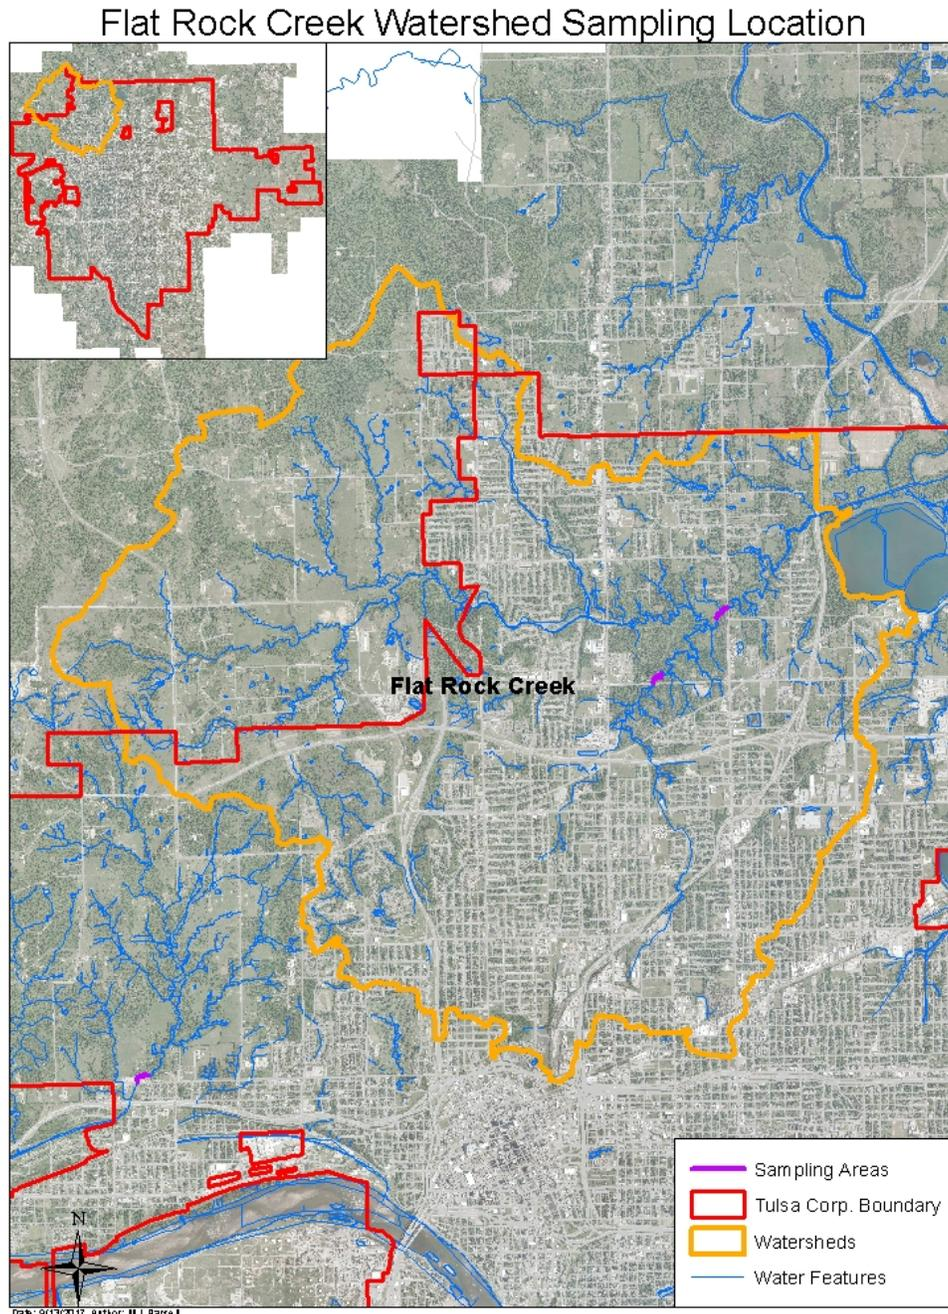 Flat Rock Creek Watershed Sampling Location
Flat Rock Creek
Sampling Areas
Tulsa Corp. Boundary
Watersheds
Water Features
N